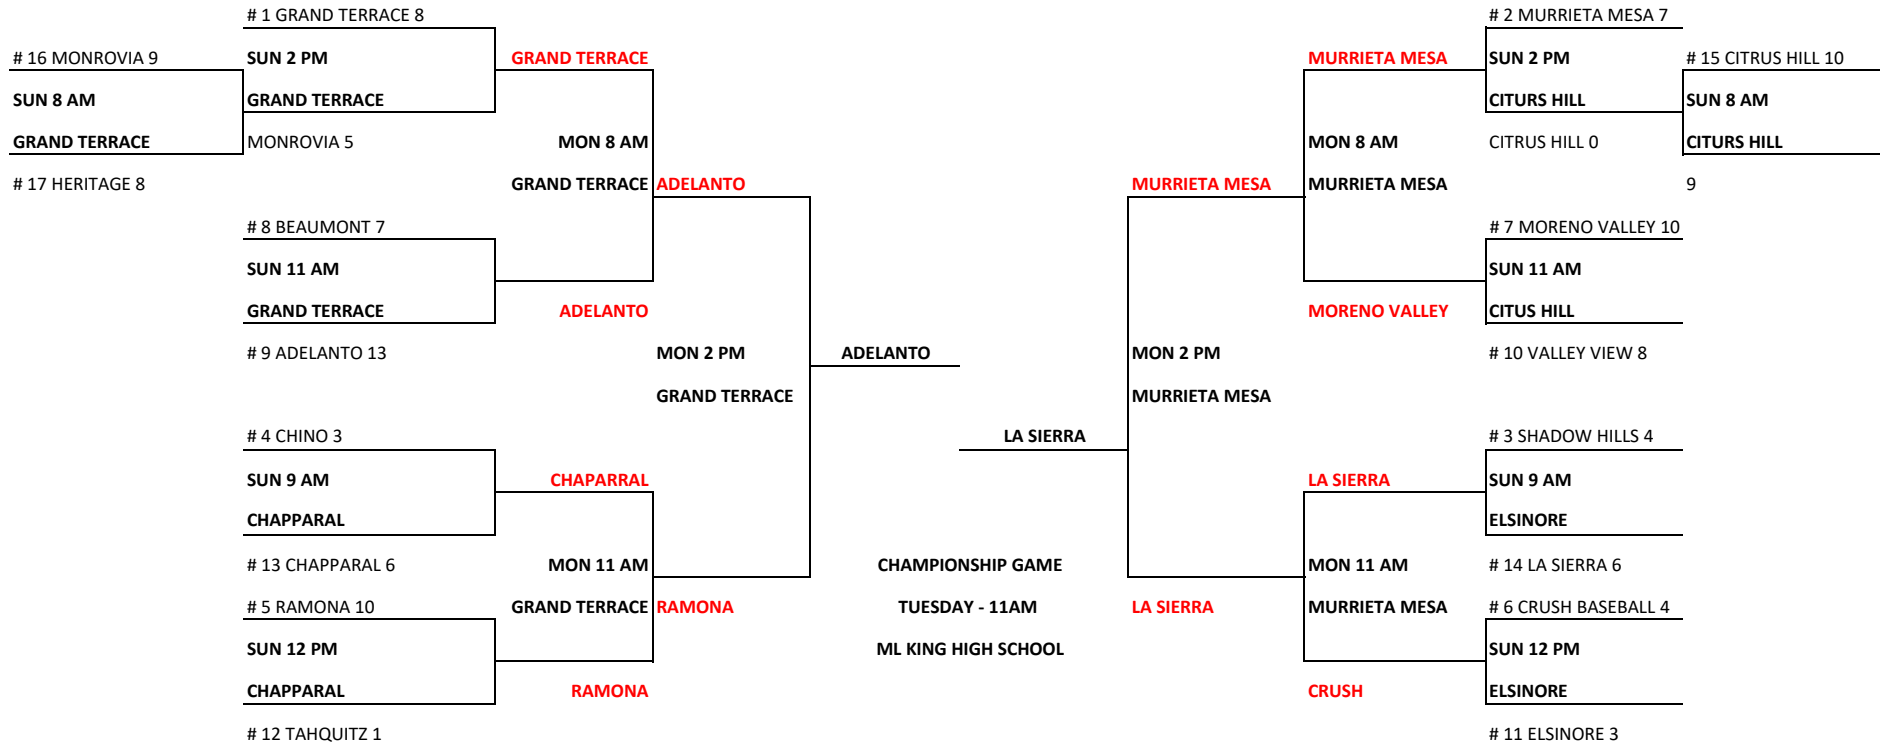 # 1 GRAND TERRACE 8
# 2 MURRIETA MESA 7
# 16 MONROVIA 9
SUN 2 PM
GRAND TERRACE
MURRIETA MESA
SUN 2 PM
# 15 CITRUS HILL 10
SUN 8 AM
GRAND TERRACE
CITURS HILL
SUN 8 AM
GRAND TERRACE
MONROVIA 5
MON 8 AM
MON 8 AM
CITRUS HILL 0
CITURS HILL
# 17 HERITAGE 8
GRAND TERRACE
ADELANTO
MURRIETA MESA
MURRIETA MESA
9
# 8 BEAUMONT 7
# 7 MORENO VALLEY 10
SUN 11 AM
SUN 11 AM
GRAND TERRACE
ADELANTO
MORENO VALLEY
CITUS HILL
# 9 ADELANTO 13
MON 2 PM
ADELANTO
MON 2 PM
# 10 VALLEY VIEW 8
GRAND TERRACE
MURRIETA MESA
# 4 CHINO 3
LA SIERRA
# 3 SHADOW HILLS 4
SUN 9 AM
CHAPARRAL
LA SIERRA
SUN 9 AM
CHAPPARAL
ELSINORE
# 13 CHAPPARAL 6
MON 11 AM
CHAMPIONSHIP GAME
MON 11 AM
# 14 LA SIERRA 6
# 5 RAMONA 10
GRAND TERRACE
RAMONA
TUESDAY - 11AM
LA SIERRA
MURRIETA MESA
# 6 CRUSH BASEBALL 4
SUN 12 PM
ML KING HIGH SCHOOL
SUN 12 PM
CHAPPARAL
RAMONA
CRUSH
ELSINORE
# 12 TAHQUITZ 1
# 11 ELSINORE 3